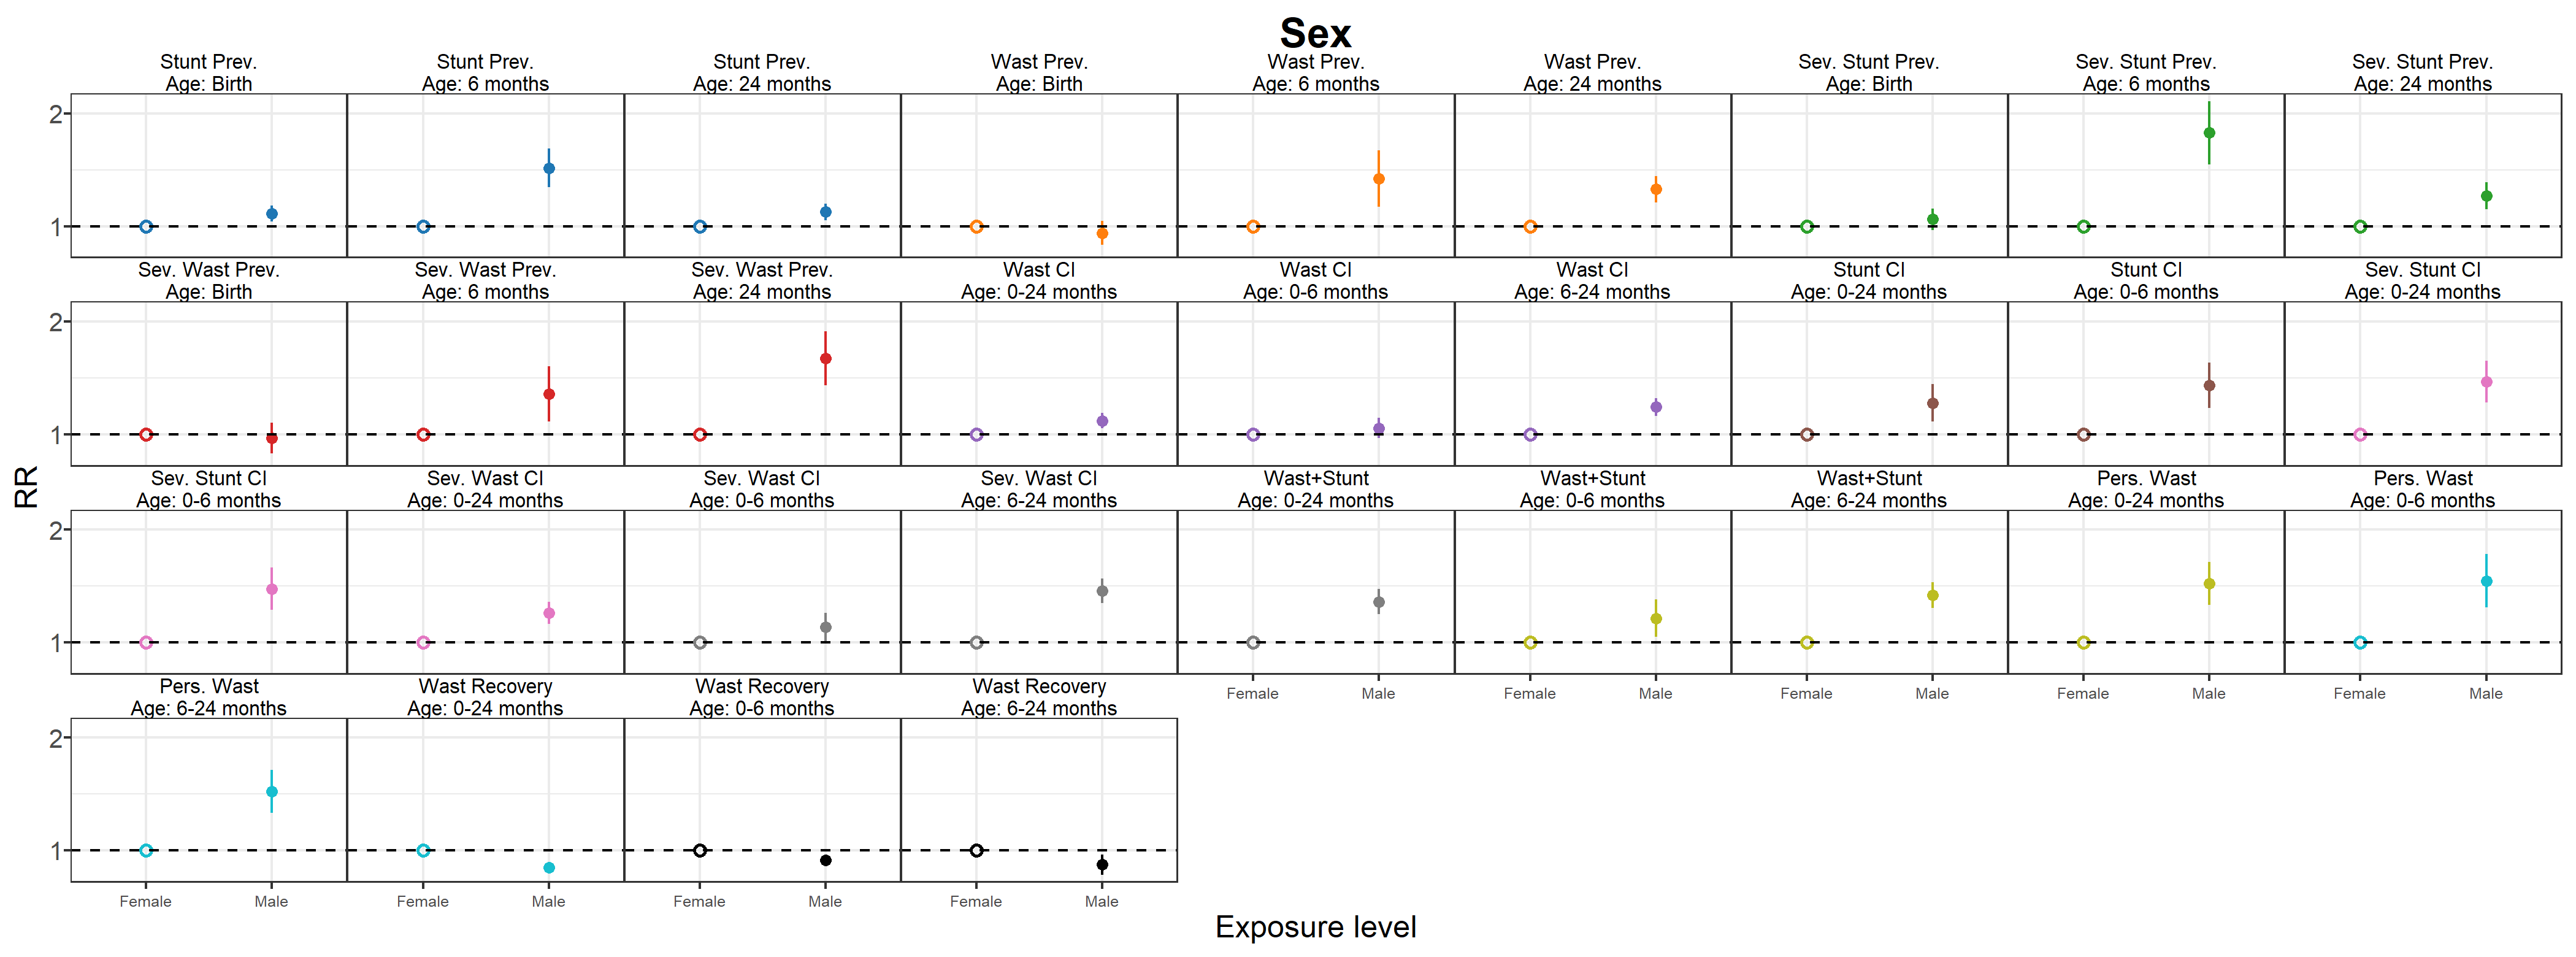 Sex
Stunt Prev. Stunt Prev. Stunt Prev. Wast Prev. Wast Prev. Wast Prev. Sev. Stunt Prev. Sev. Stunt Prev. Sev. Stunt Prev.
Age: Birth Age: 6 months Age: 24 months Age: Birth Age: 6 months Age: 24 months Age: Birth Age: 6 months Age: 24 months
2
1
Sev. Wast Prev. Sev. Wast Prev. Sev. Wast Prev. Wast CI Wast CI Wast CI Stunt CI Stunt CI Sev. Stunt CI
Age: Birth Age: 6 months Age: 24 months Age: 0-24 months Age: 0-6 months Age: 6-24 months Age: 0-24 months Age: 0-6 months Age: 0-24 months
2
1
RR
Sev. Stunt CI Sev. Wast CI Sev. Wast CI Sev. Wast CI Wast+Stunt Wast+Stunt Wast+Stunt Pers. Wast Pers. Wast
Age: 0-6 months Age: 0-24 months Age: 0-6 months Age: 6-24 months Age: 0-24 months Age: 0-6 months Age: 6-24 months Age: 0-24 months Age: 0-6 months
2
1
Female Male Female Male Female Male Female Male Female Male
Pers. Wast Wast Recovery Wast Recovery Wast Recovery
Age: 6-24 months Age: 0-24 months Age: 0-6 months Age: 6-24 months
2
1
Female Male Female Male Female Male Female Male
Exposure level